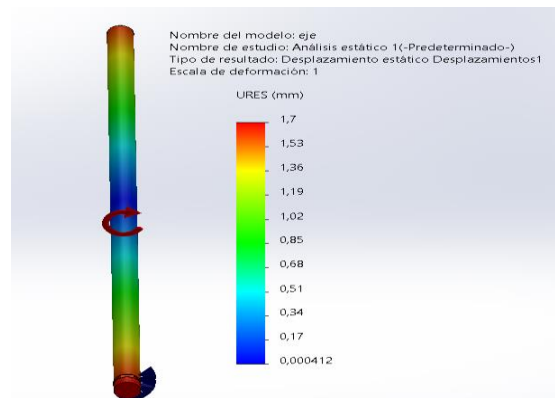 Nombre del modelo: eje
Nombre de estudio: Análisis estático 1(-Predeterminado-)
Tipo de resultado: Desplazamiento estático Desplazamientos1
Escala de deformación: 1
URES (mm)
1,7
1,53
1,36
1,19
1,02
0,85
0,68
0,51
0,34
0,17
0,000412